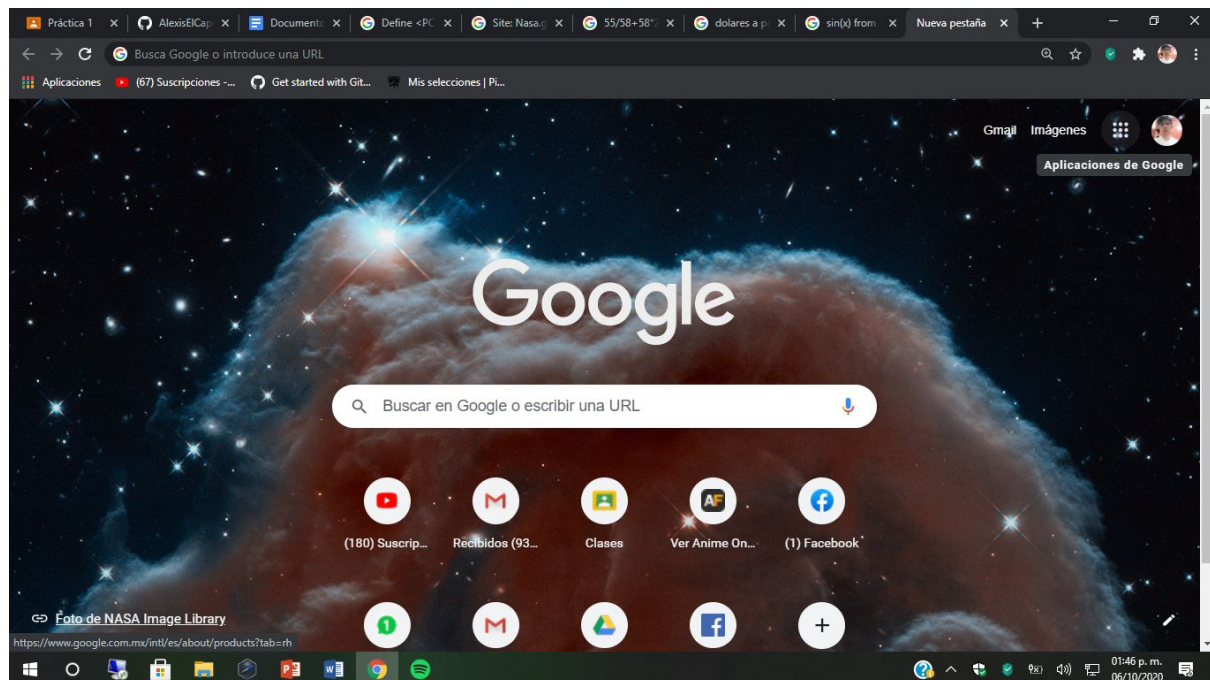 Práctica 1
AlexisElCap
Documento
Define <PC
Site: Nasa.g
55/58+58*2
dolares a p
sin(x) from
Nueva pestaña
Busca Google o introduce una URL
Aplicaciones
(67) Suscripciones -...
Get started with Git...
Mis selecciones | Pi...
Gmail
Imágenes
Aplicaciones de Google
Google
Buscar en Google o escribir una URL
(180) Suscrip...
Recibidos (93...
Clases
Ver Anime On...
(1) Facebook
Foto de NASA Image Library
https://www.google.com.mx/intl/es/about/products?tab=rh
01:46 p. m.
06/10/2020